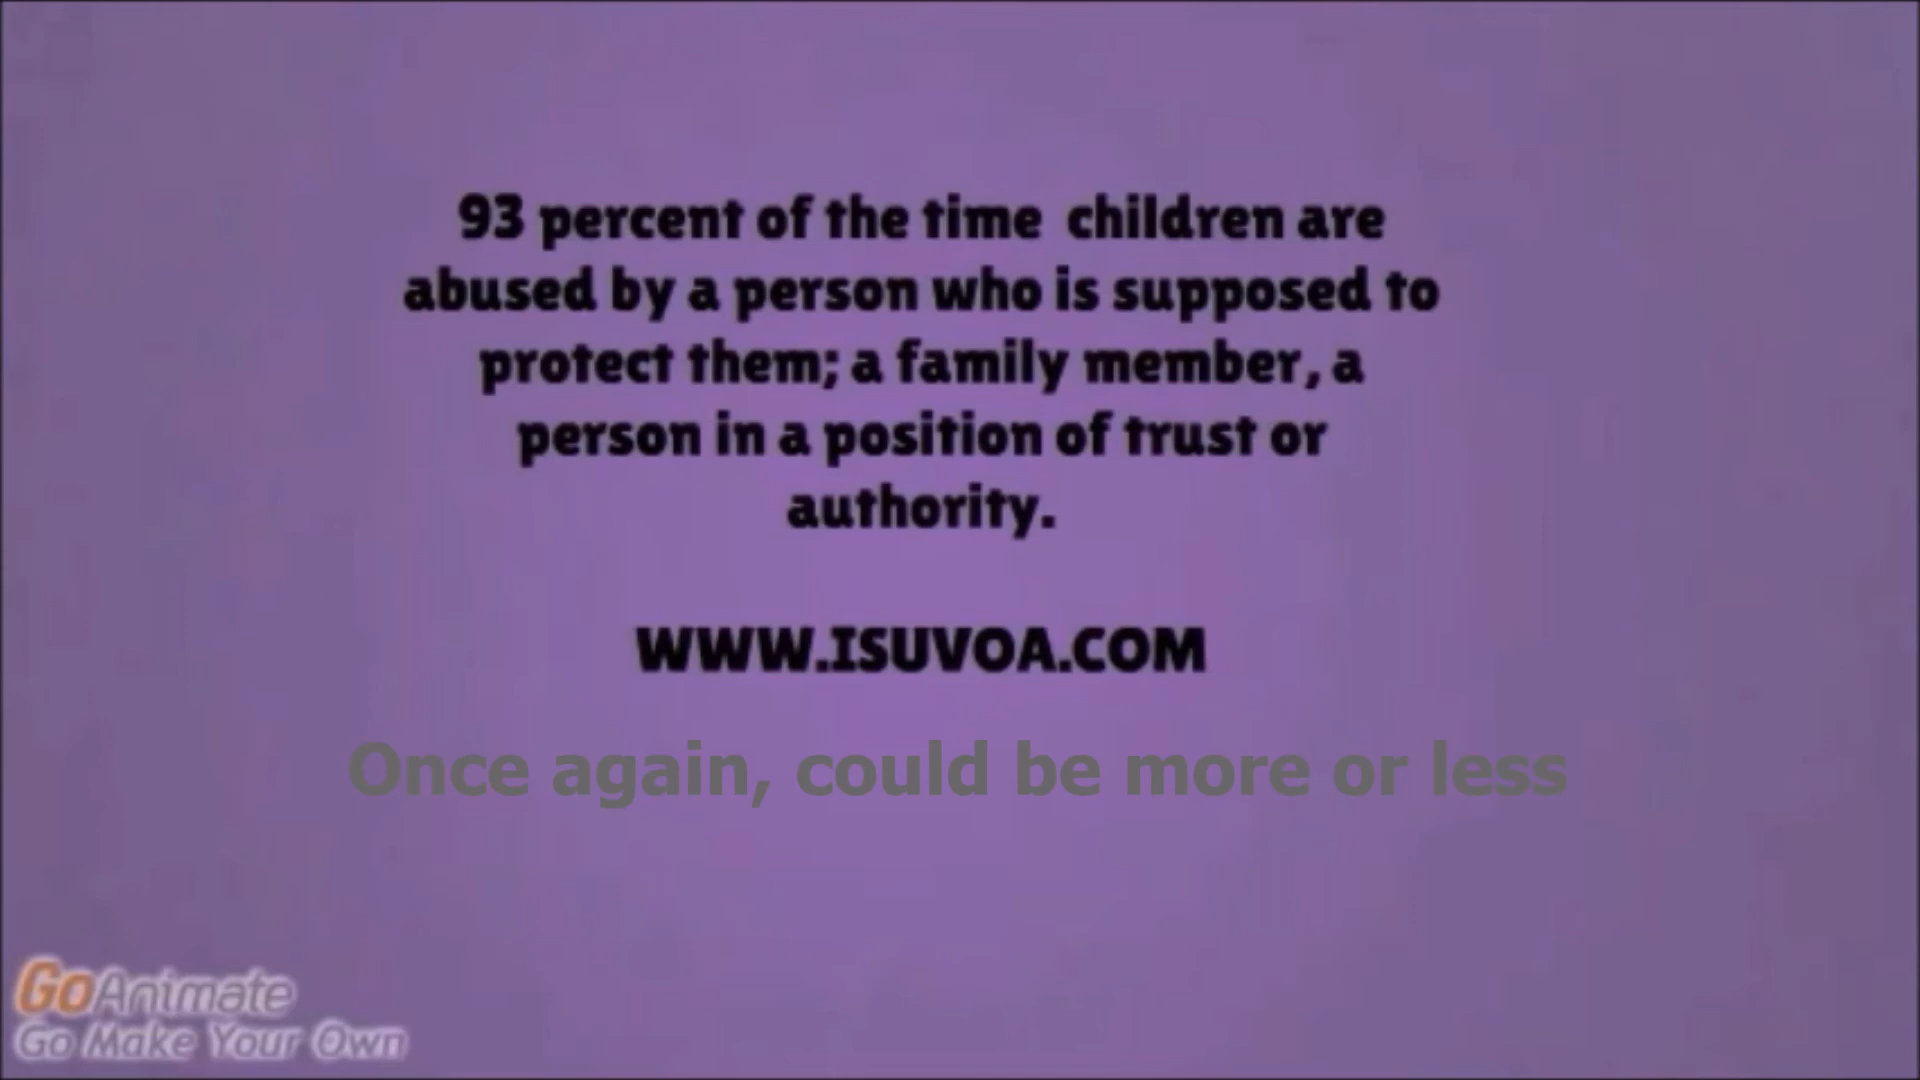 93 percent of the time  children are
abused by a person who is supposed to
protect them; a family member, a
person in a position of trust or
authority.
WWW.ISUVOA.COM
Once again, could be more or less
GoAnimate
Go Make Your Own